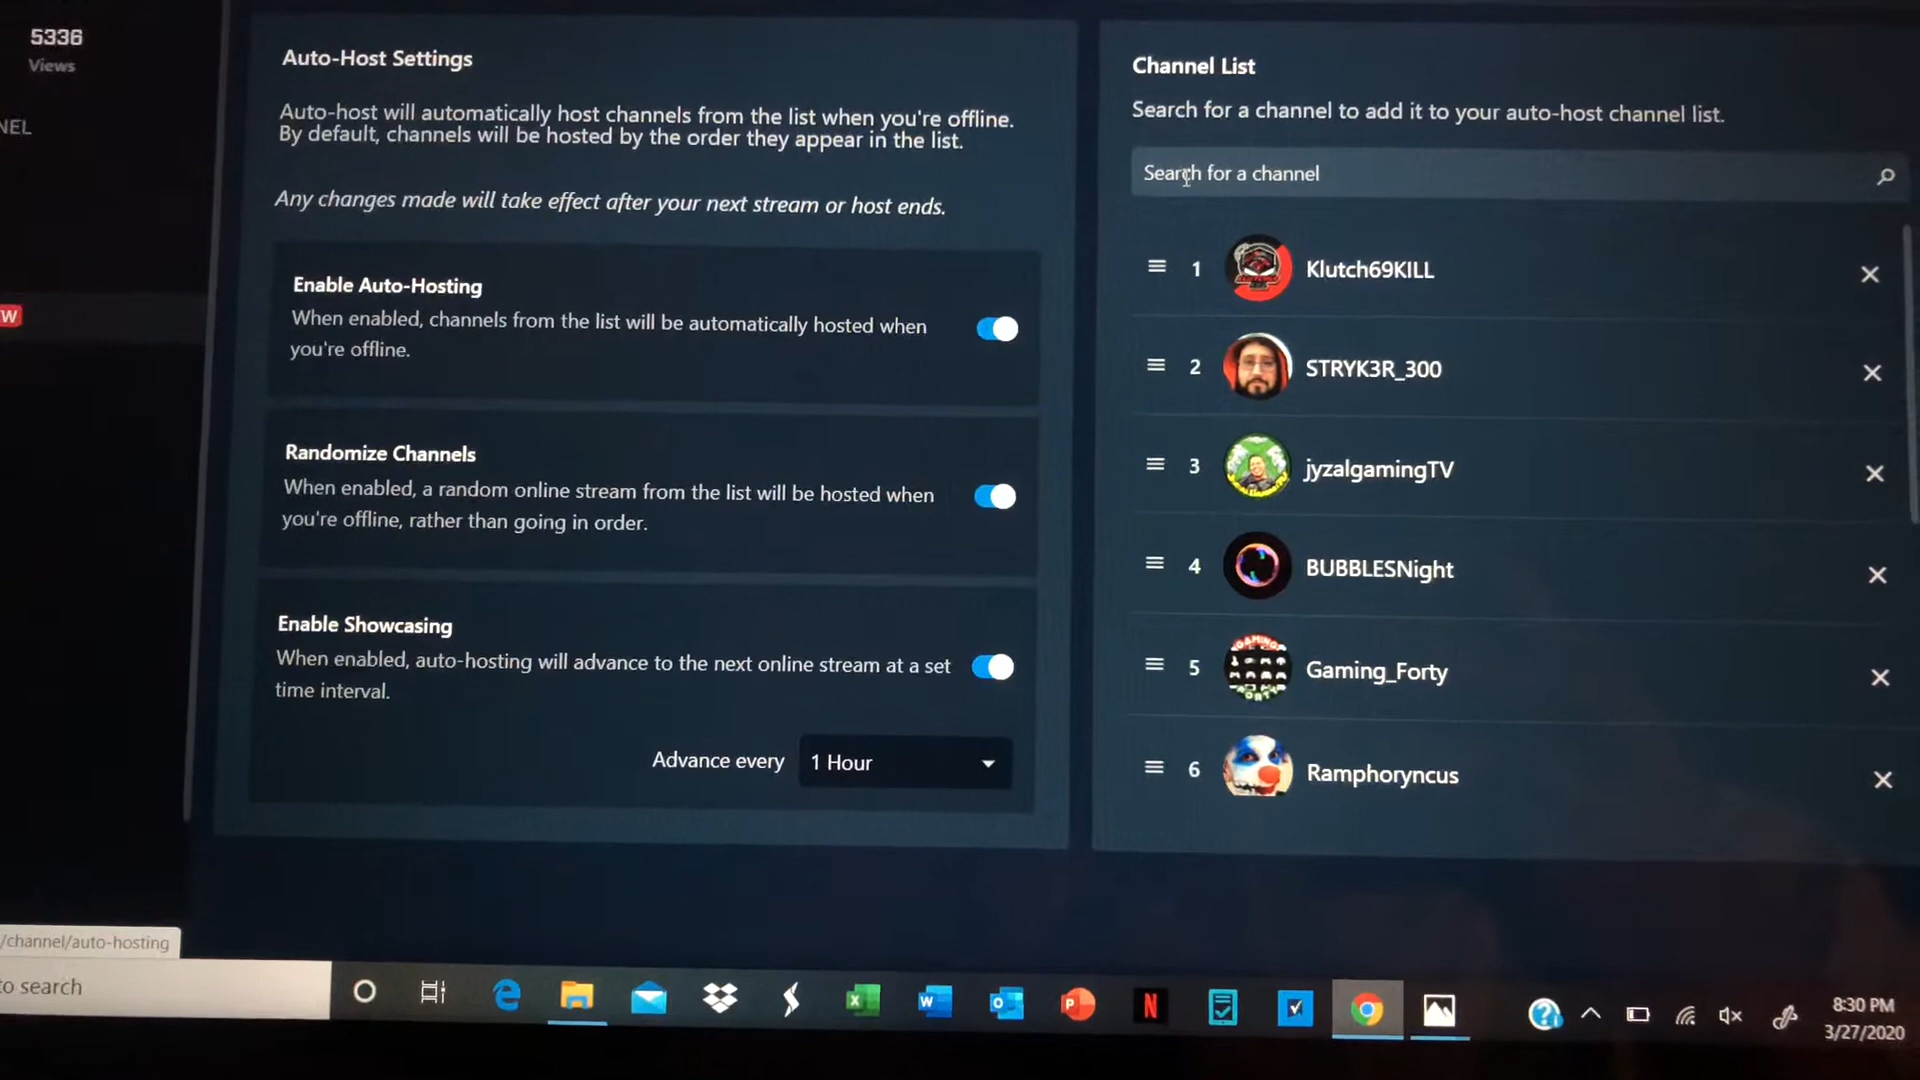 5336
Views
NEL
W
Auto-Host Settings
Auto-host will automatically host channels from the list when you're offline.
By default, channels will be hosted by the order they appear in the list.
Any changes made will take effect after your next stream or host ends.
Enable Auto-Hosting
When enabled, channels from the list will be automatically hosted when
you're offline.
Randomize Channels
When enabled, a random online stream from the list will be hosted when
you're offline, rather than going in order.
Enable Showcasing
When enabled, auto-hosting will advance to the next online stream at a set
time interval.
Advance every 1 Hour
Channel List
Search for a channel to add it to your auto-host channel list.
Search for a channel
1 Klutch69KILL
2 STRYK3R_300
3 jyzalgamingTV
4 BUBBLESNight
5 Gaming_Forty
6 Ramphoryncus
/channel/auto-hosting
to search
8:30 PM
3/27/2020